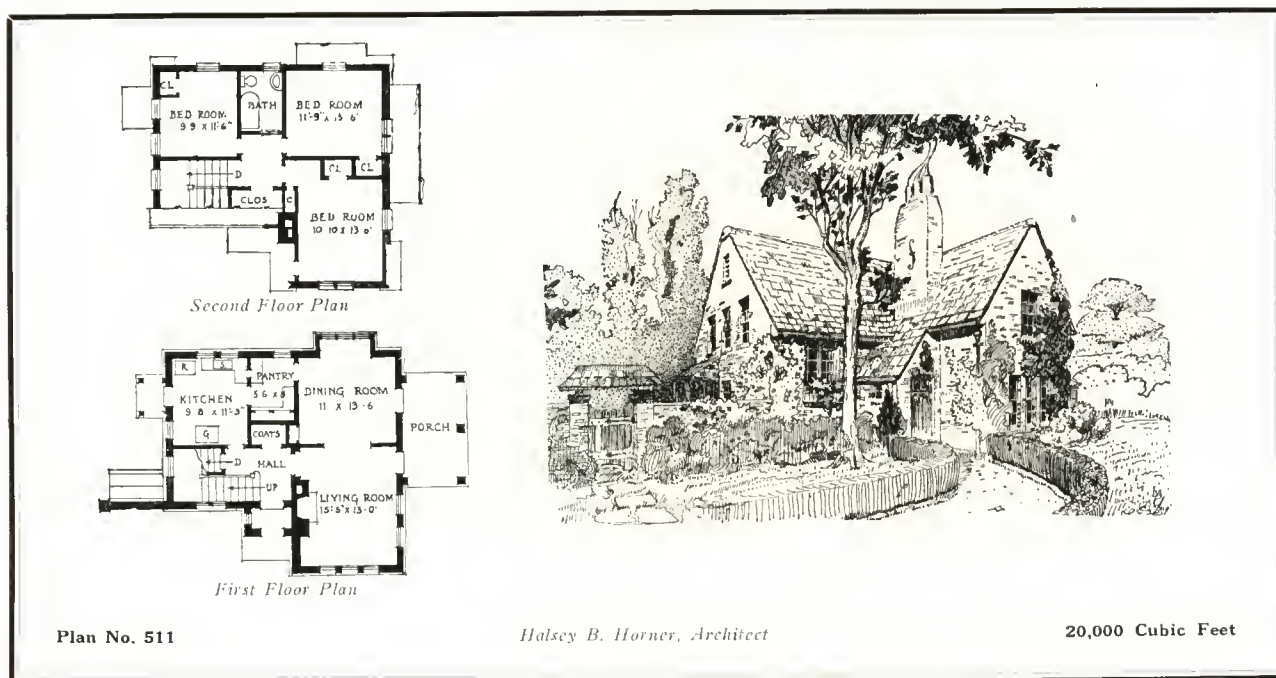 CL
BED ROOM
9'9 X 11'-6"
BATH
BED ROOM
11'-9" X 13'-6"
D
CL
CL
CLOS
C
BED ROOM
10'10 X 13'0"
Second Floor Plan
R
S
PANTRY
5'6 X 8'
KITCHEN
9'8 X 11'-3"
DINING ROOM
11 X 13-6
G
COATS
PORCH
D
HALL
UP
LIVING ROOM
X 13'-0"
First Floor Plan
Plan No. 511
Halsey B. Horner, Architect
20,000 Cubic Feet